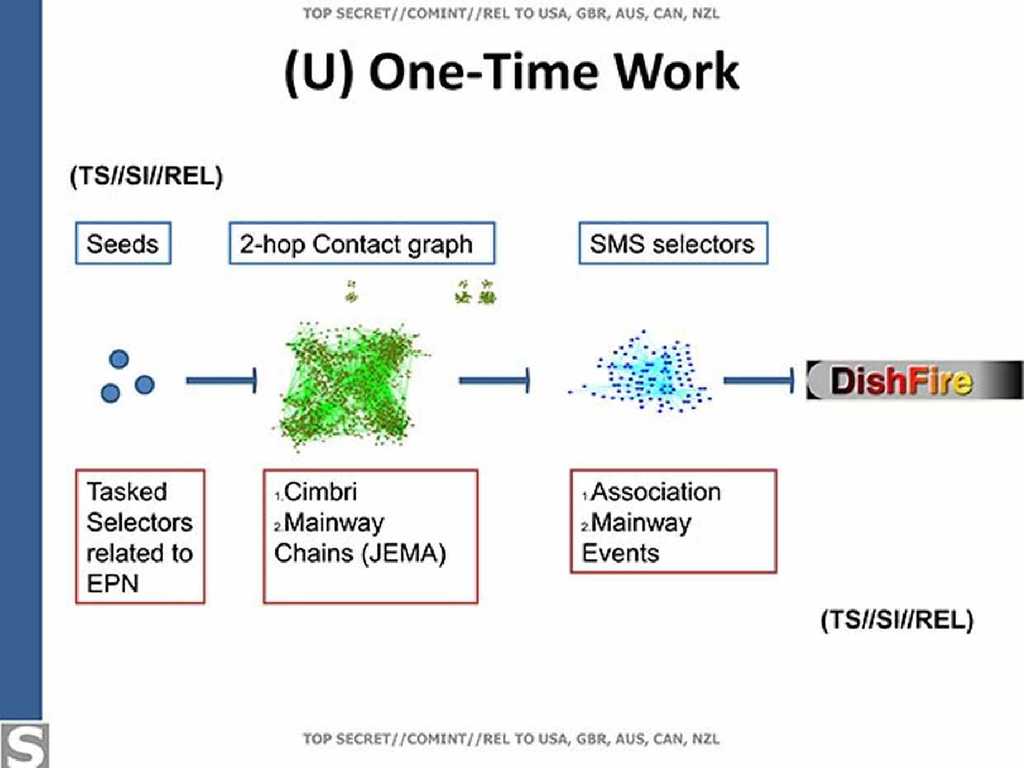 TOP SECRET//COMINT//REL TO USA, GBR, AUS, CAN, NZL
(U) One-Time Work
(TS//SI//REL)
Seeds
2-hop Contact graph
SMS selectors
DishFire
Tasked
Selectors
related to
EPN
1.Cimbri
2.Mainway
Chains (JEMA)
1.Association
2.Mainway
Events
(TS//SI//REL)
S
TOP SECRET//COMINT//REL TO USA, GBR, AUS, CAN, NZL